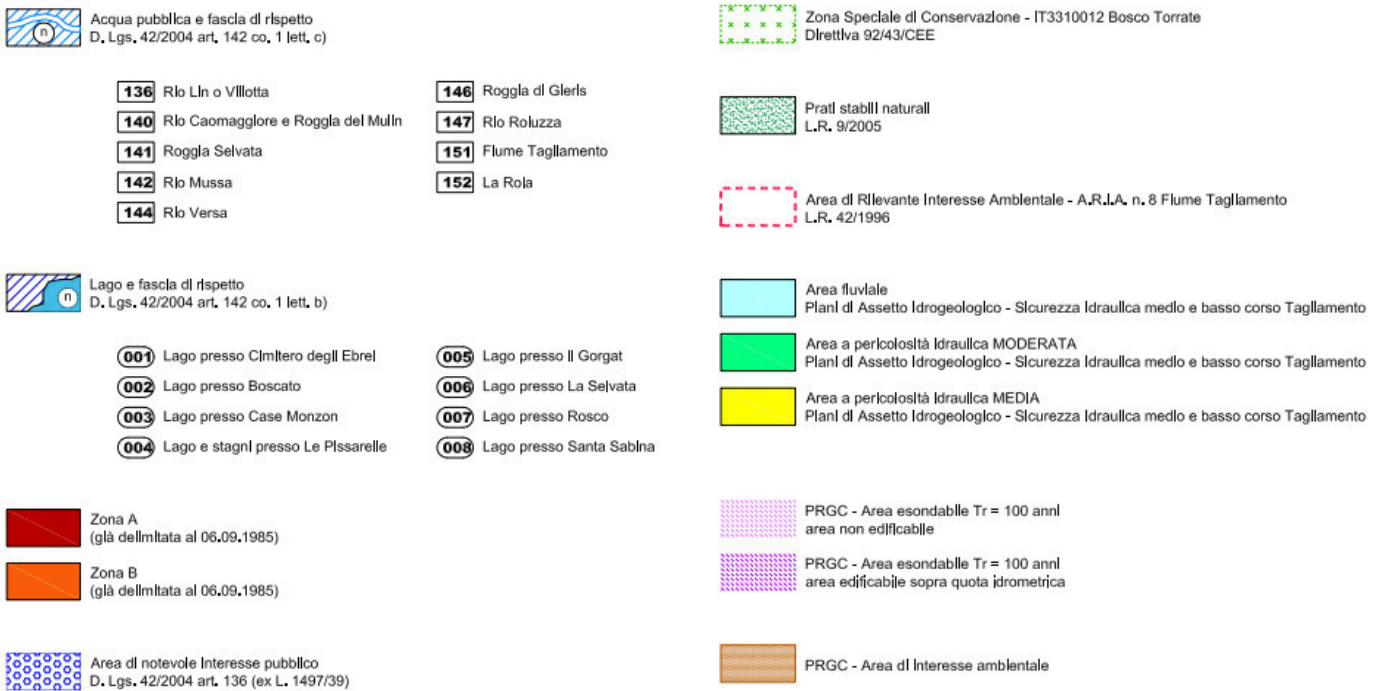 n
Acqua pubblica e fascia di rispetto
D. Lgs. 42/2004 art. 142 co. 1 lett. c)
136 Rio Lin o Villotta
140 Rio Caomaggiore e Roggia del Mulin
141 Roggia Selvata
142 Rio Mussa
144 Rio Versa
146 Roggia di Gleris
147 Rio Roiuzza
151 Fiume Tagliamento
152 La Roia
n
Lago e fascia di rispetto
D. Lgs. 42/2004 art. 142 co. 1 lett. b)
001 Lago presso Cimitero degli Ebrei
002 Lago presso Boscato
003 Lago presso Case Monzon
004 Lago e stagni presso Le Pissarelle
005 Lago presso Il Gorgat
006 Lago presso La Selvata
007 Lago presso Rosco
008 Lago presso Santa Sabina
Zona A
(già delimitata al 06.09.1985)
Zona B
(già delimitata al 06.09.1985)
Area di notevole interesse pubblico
D. Lgs. 42/2004 art. 136 (ex L. 1497/39)
Zona Speciale di Conservazione - IT3310012 Bosco Torrate
Direttiva 92/43/CEE
Prati stabili naturali
L.R. 9/2005
Area di Rilevante Interesse Ambientale - A.R.I.A. n. 8 Fiume Tagliamento
L.R. 42/1996
Area fluviale
Piani di Assetto Idrogeologico - Sicurezza idraulica medio e basso corso Tagliamento
Area a pericolosità idraulica MODERATA
Piani di Assetto Idrogeologico - Sicurezza idraulica medio e basso corso Tagliamento
Area a pericolosità idraulica MEDIA
Piani di Assetto Idrogeologico - Sicurezza idraulica medio e basso corso Tagliamento
PRGC - Area esondabile Tr = 100 anni
area non edificabile
PRGC - Area esondabile Tr = 100 anni
area edificabile sopra quota idrometrica
PRGC - Area di interesse ambientale